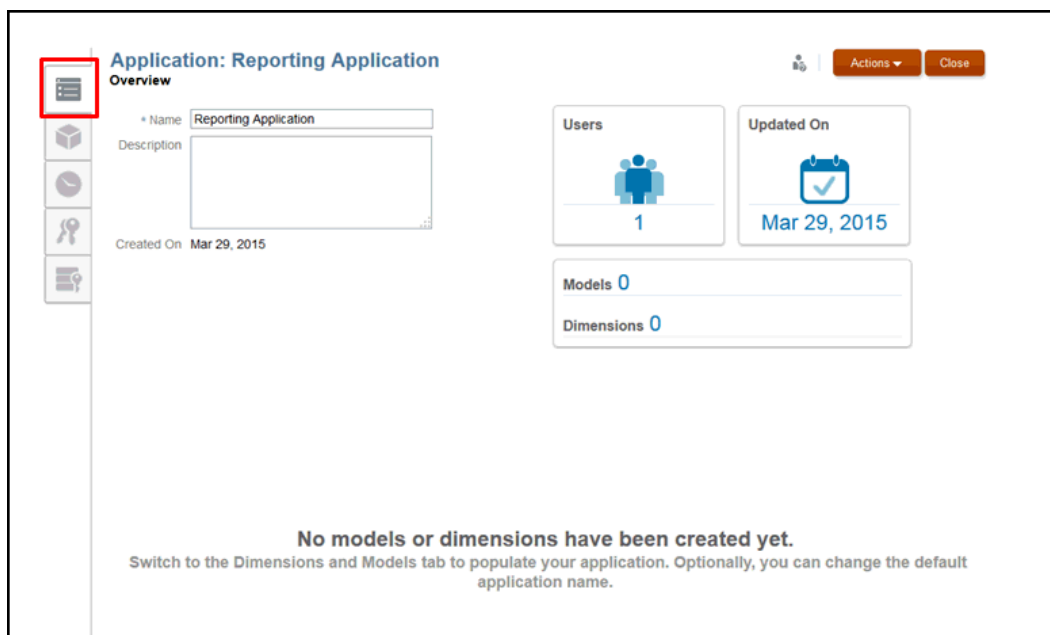 Application: Reporting Application
Overview
Actions
Close
* Name
Reporting Application
Description
Created On Mar 29, 2015
Users
1
Updated On
Mar 29, 2015
Models 0
Dimensions 0
No models or dimensions have been created yet.
Switch to the Dimensions and Models tab to populate your application. Optionally, you can change the default
application name.